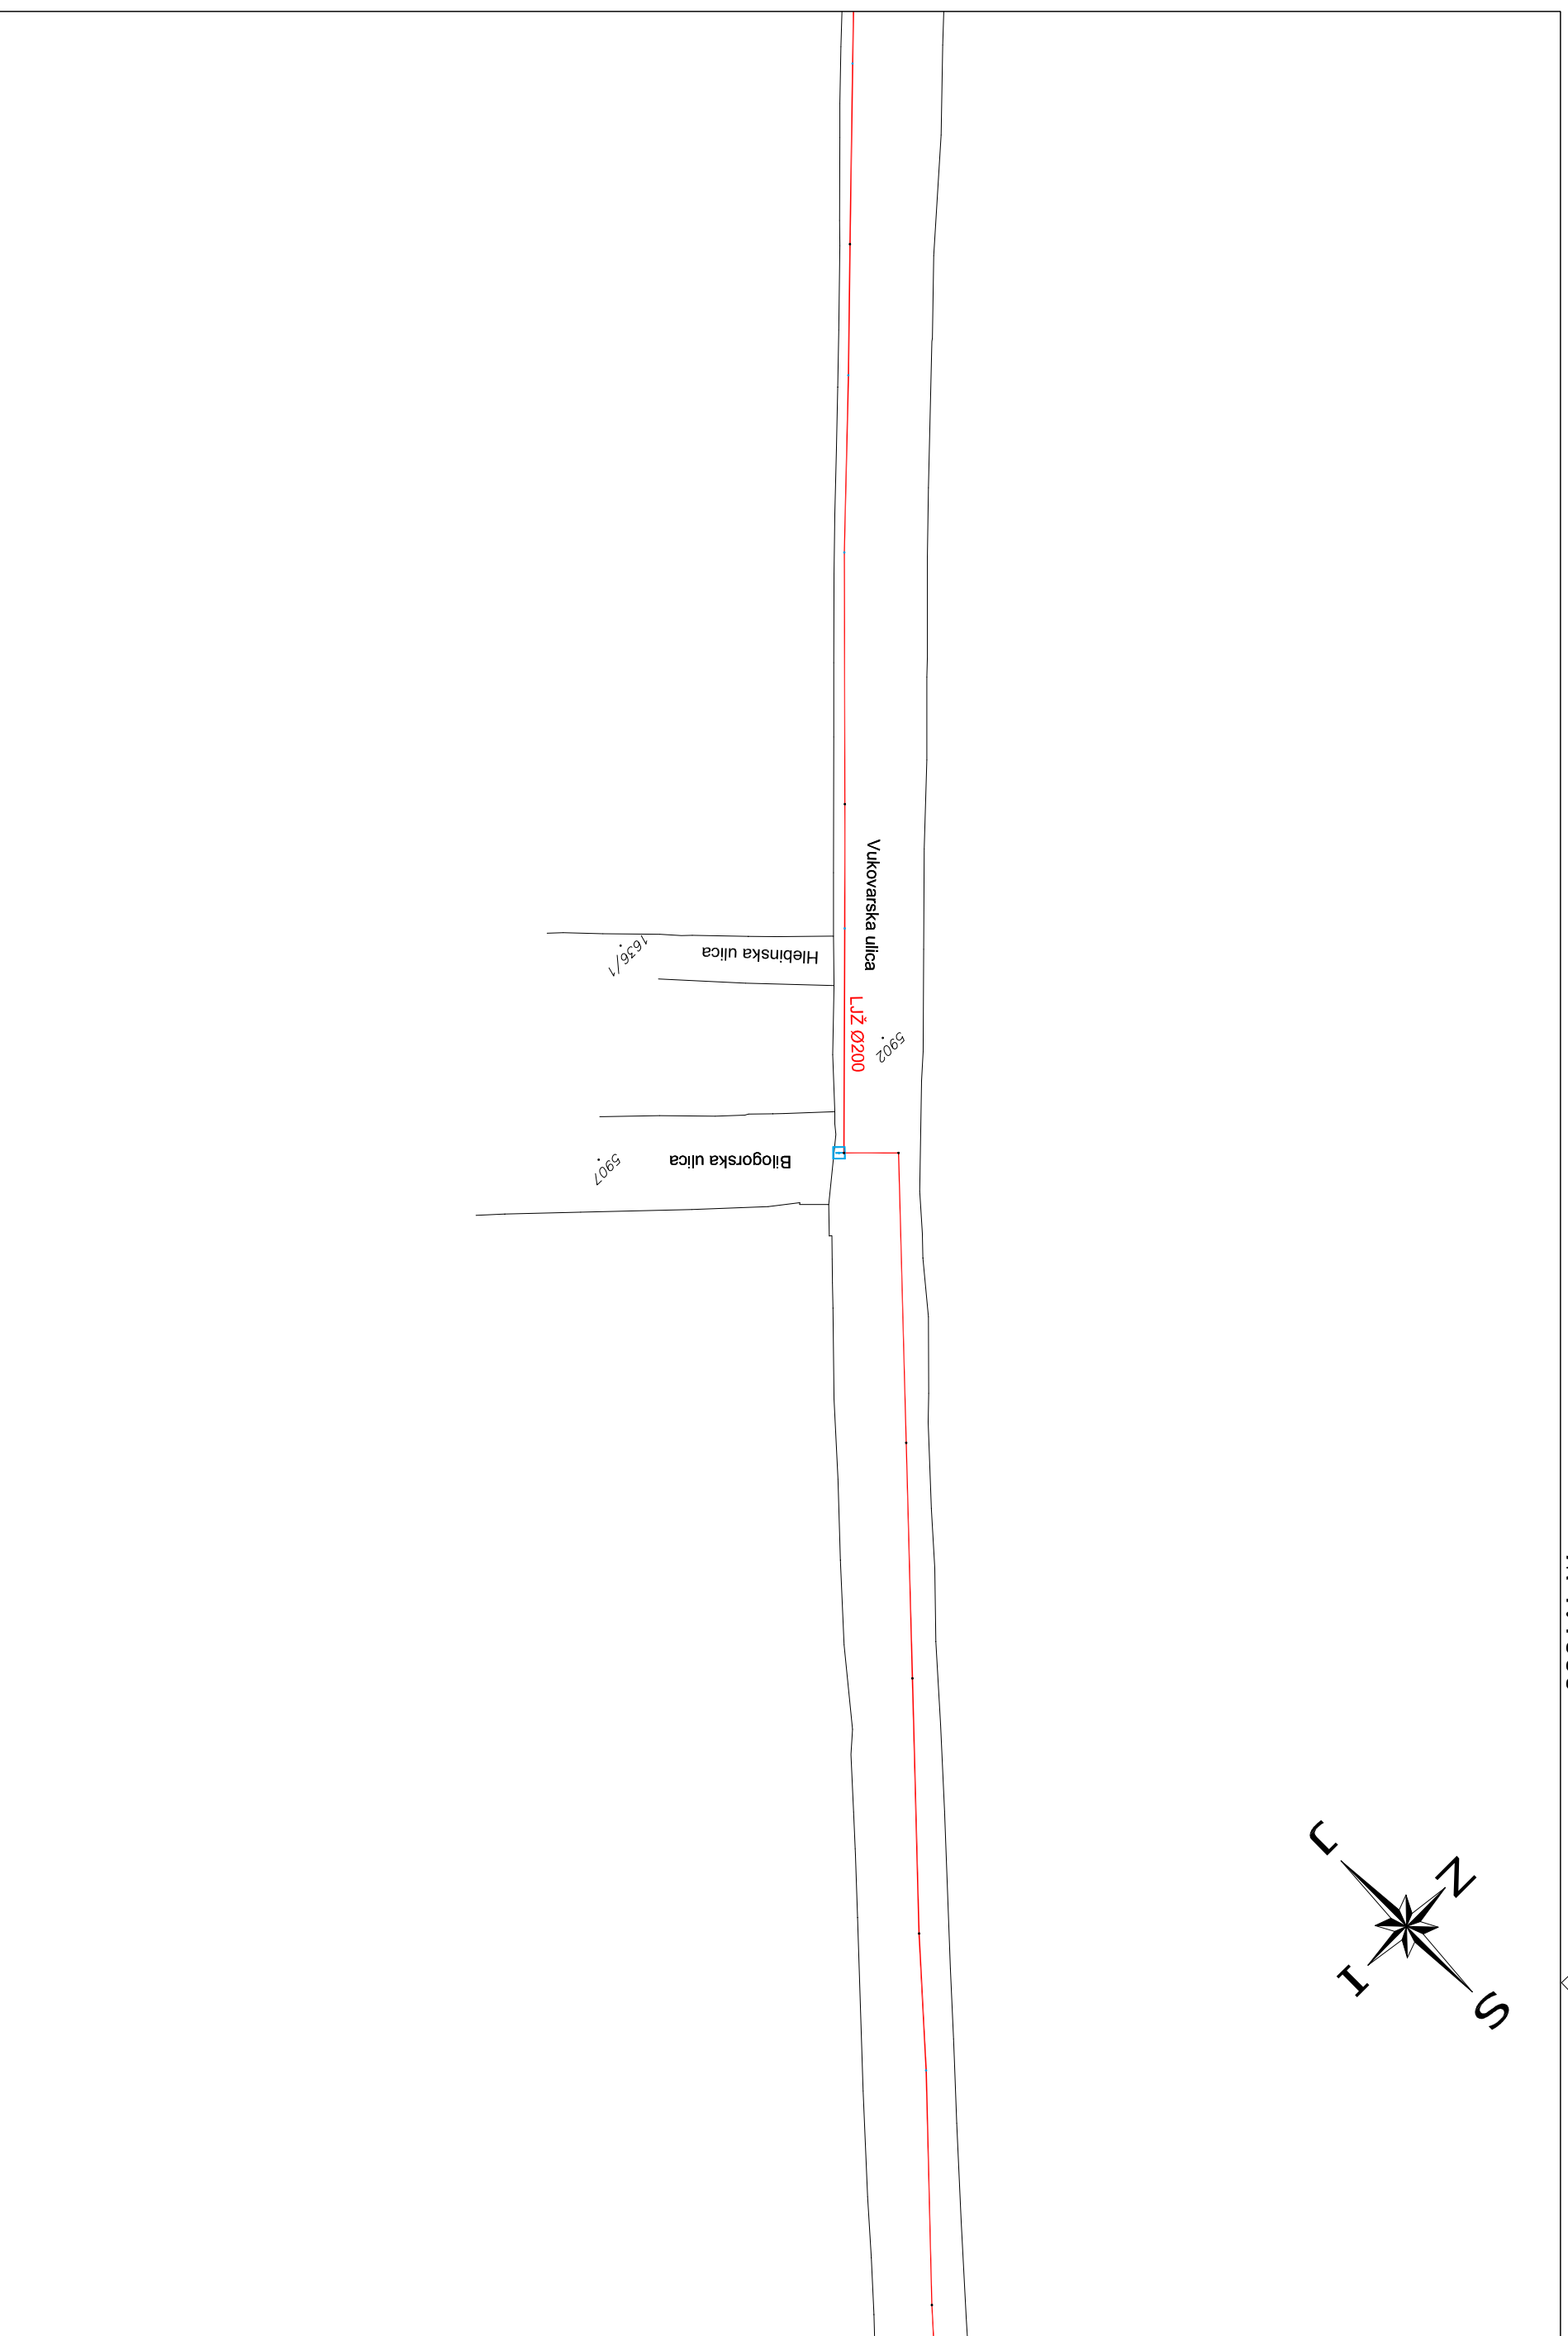 Vukovarska ulica
Hlebinska ulica
1636/1
LJŽ Ø200
5902
Bilogorska ulica
5907
J
Z
I
S